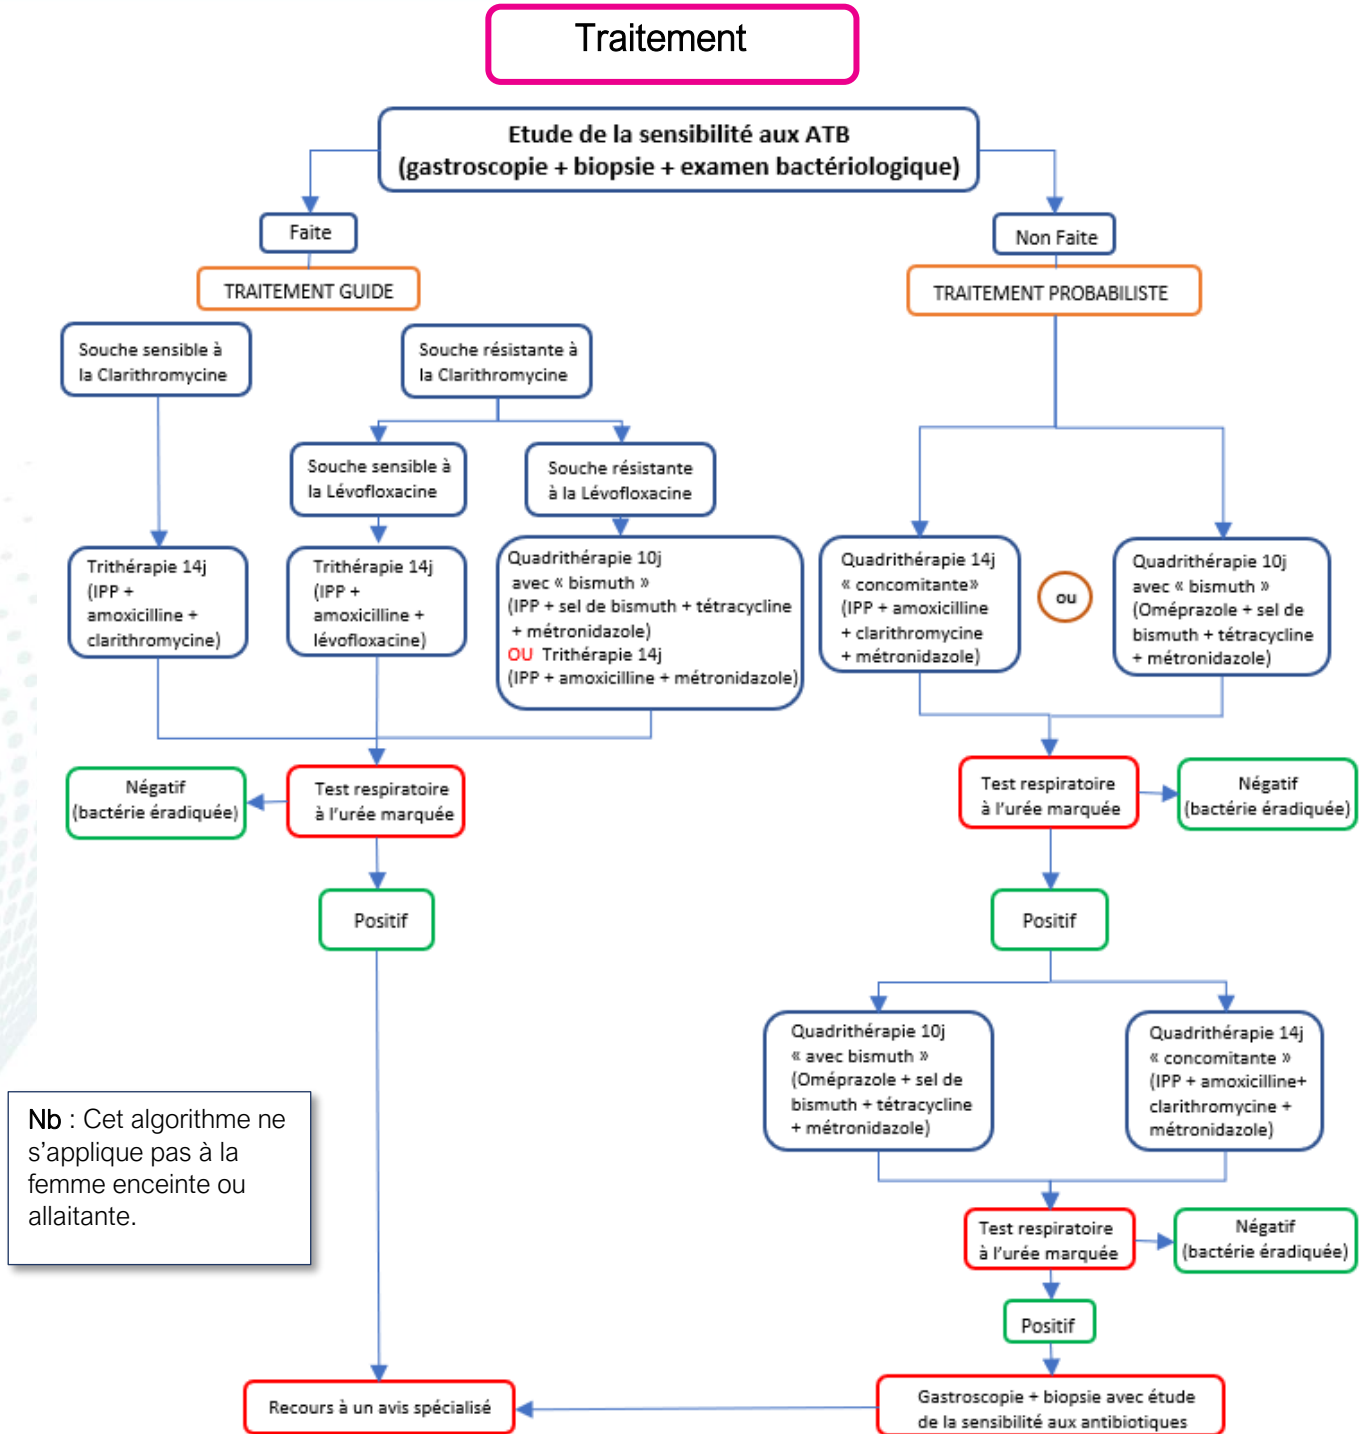 Traitement
Etude de la sensibilité aux ATB
(gastroscopie + biopsie + examen bactériologique)
Faite
Non Faite
TRAITEMENT GUIDE
TRAITEMENT PROBABILISTE
Souche sensible à
la Clarithromycine
Souche résistante à
la Clarithromycine
Souche sensible à
la Lévofloxacine
Souche résistante
à la Lévofloxacine
Trithérapie 14j
(IPP +
amoxicilline +
clarithromycine)
Trithérapie 14j
(IPP +
amoxicilline +
lévofloxacine)
Quadrithérapie 10j
avec « bismuth »
(IPP + sel de bismuth + tétracycline
+ métronidazole)
OU Trithérapie 14j
(IPP + amoxicilline + métronidazole)
Quadrithérapie 14j
« concomitante»
(IPP + amoxicilline
+ clarithromycine
+ métronidazole)
ou
Quadrithérapie 10j
avec « bismuth »
(Oméprazole + sel de
bismuth + tétracycline
+ métronidazole)
Négatif
(bactérie éradiquée)
Test respiratoire
à l'urée marquée
Test respiratoire
à l'urée marquée
Négatif
(bactérie éradiquée)
Positif
Positif
Quadrithérapie 10j
« avec bismuth »
(Oméprazole + sel de
bismuth + tétracycline
+ métronidazole)
Quadrithérapie 14j
« concomitante »
(IPP + amoxicilline+
clarithromycine +
métronidazole)
Nb : Cet algorithme ne
s'applique pas à la
femme enceinte ou
allaitante.
Test respiratoire
à l'urée marquée
Négatif
(bactérie éradiquée)
Positif
Recours à un avis spécialisé
Gastroscopie + biopsie avec étude
de la sensibilité aux antibiotiques